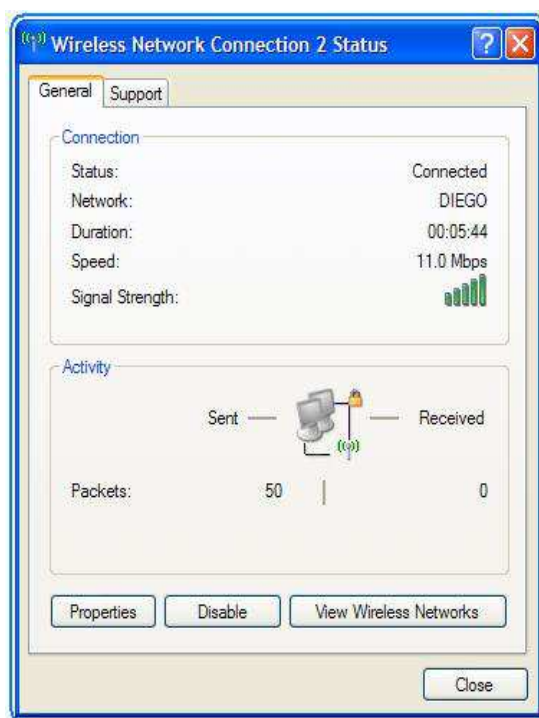 Wireless Network Connection 2 Status
General Support
Connection
Status: Connected
Network: DIEGO
Duration: 00:05:44
Speed: 11.0 Mbps
Signal Strength:
Activity
Sent Received
Packets: 50 0
Properties Disable View Wireless Networks
Close